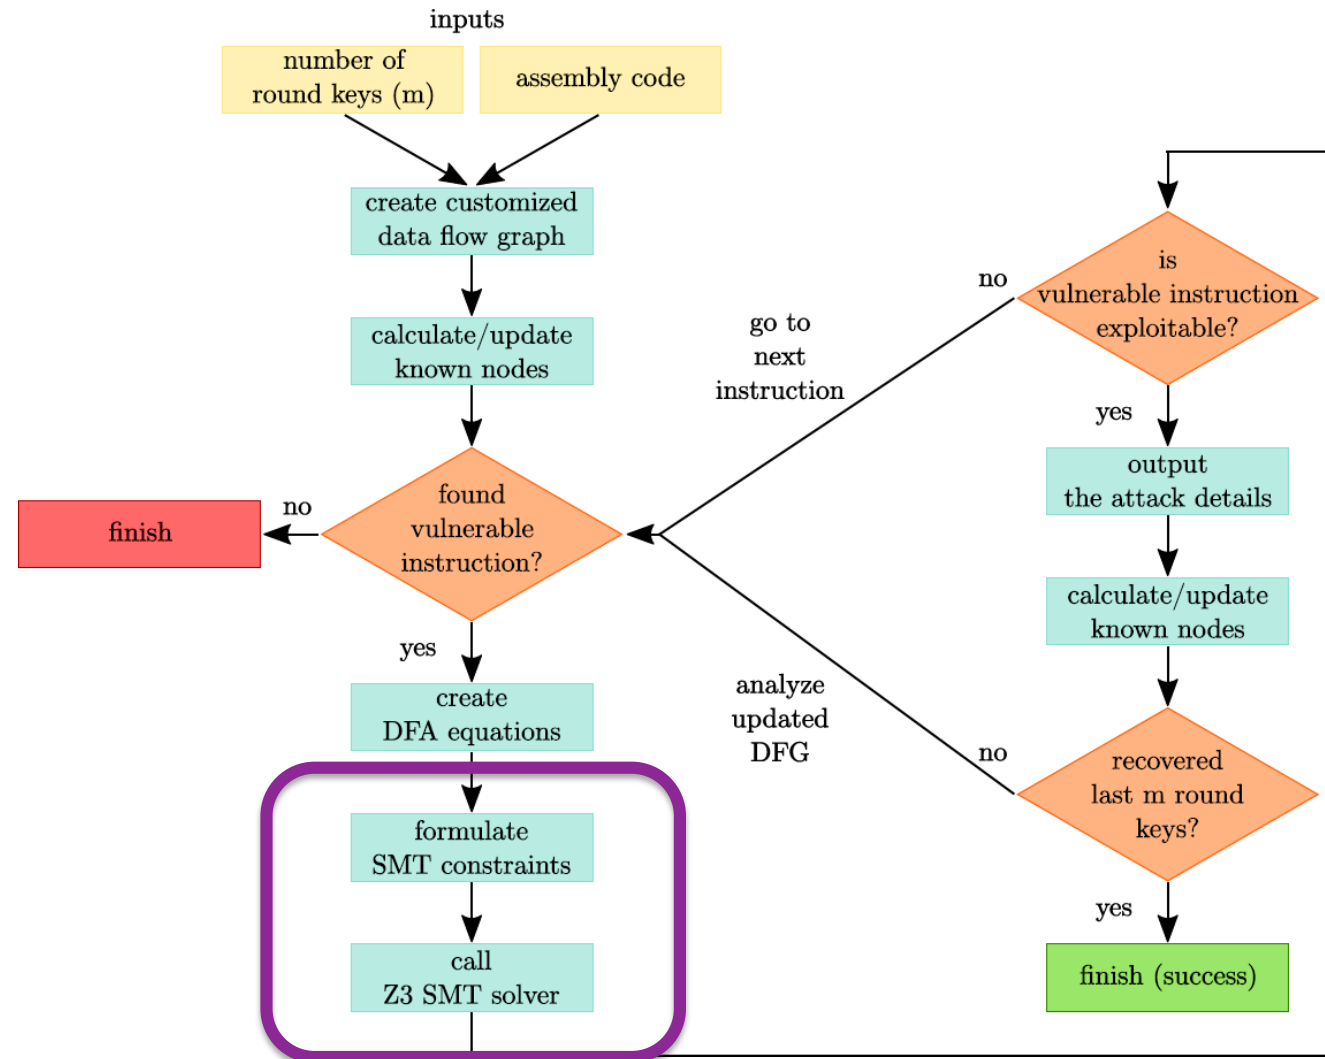 inputs
number of
round keys (m)
assembly code
create customized
data flow graph
calculate/update
known nodes
found
vulnerable
instruction?
no
finish
yes
create
DFA equations
formulate
SMT constraints
call
Z3 SMT solver
is
vulnerable instruction
exploitable?
no
go to
next
instruction
yes
output
the attack details
calculate/update
known nodes
recovered
last m round
keys?
no
analyze
updated
DFG
yes
finish (success)